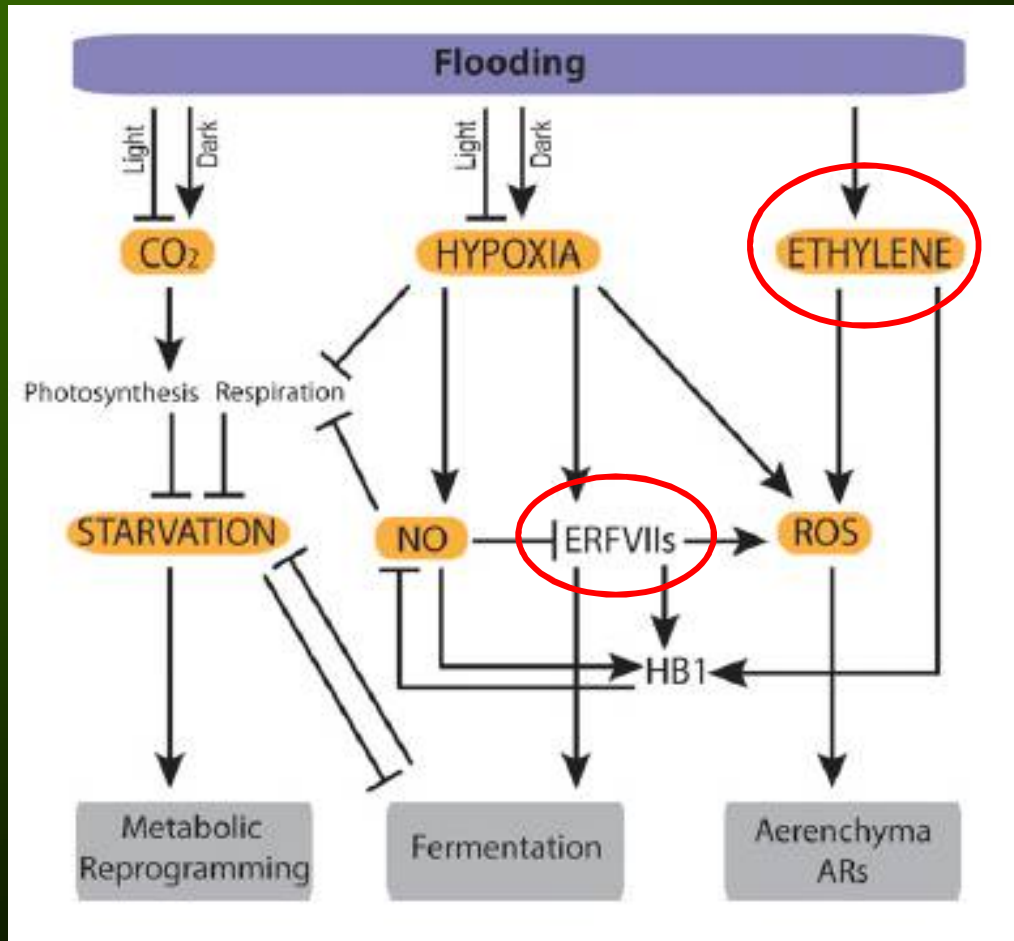 Flooding
Light
Dark
Light
Dark
CO₂
HYPOXIA
ETHYLENE
Photosynthesis
Respiration
STARVATION
NO
ERFVIIs
ROS
HB1
Metabolic
Reprogramming
Fermentation
Aerenchyma
ARs